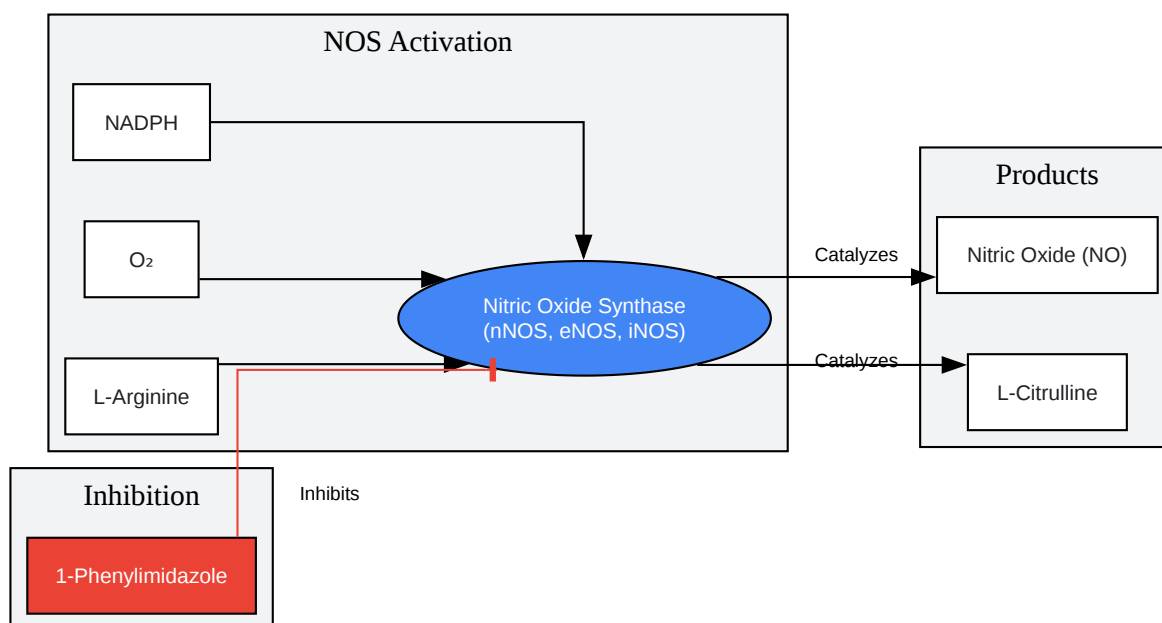 NOS Activation
NADPH
O₂
L-Arginine
Nitric Oxide Synthase
(nNOS, eNOS, iNOS)
Catalyzes
Catalyzes
Products
Nitric Oxide (NO)
L-Citrulline
Inhibition
Inhibits
1-Phenylimidazole